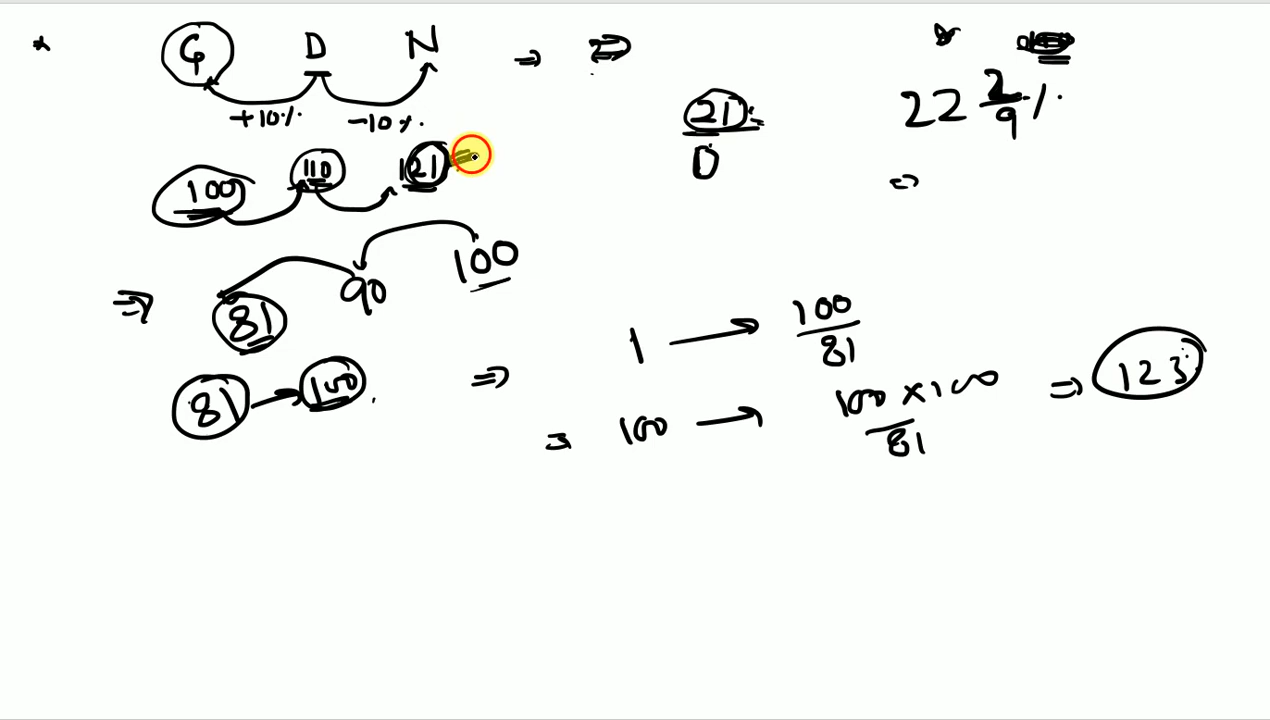 * G D N ⇒ ⇒
+10% -10%
22 2/9 %
21
D
100 110 121 =
⇒
90 100
⇒ 81
1 → 100/81
81 → 100 ⇒
⇒ 100 → 100 × 100 / 81 ⇒ 123